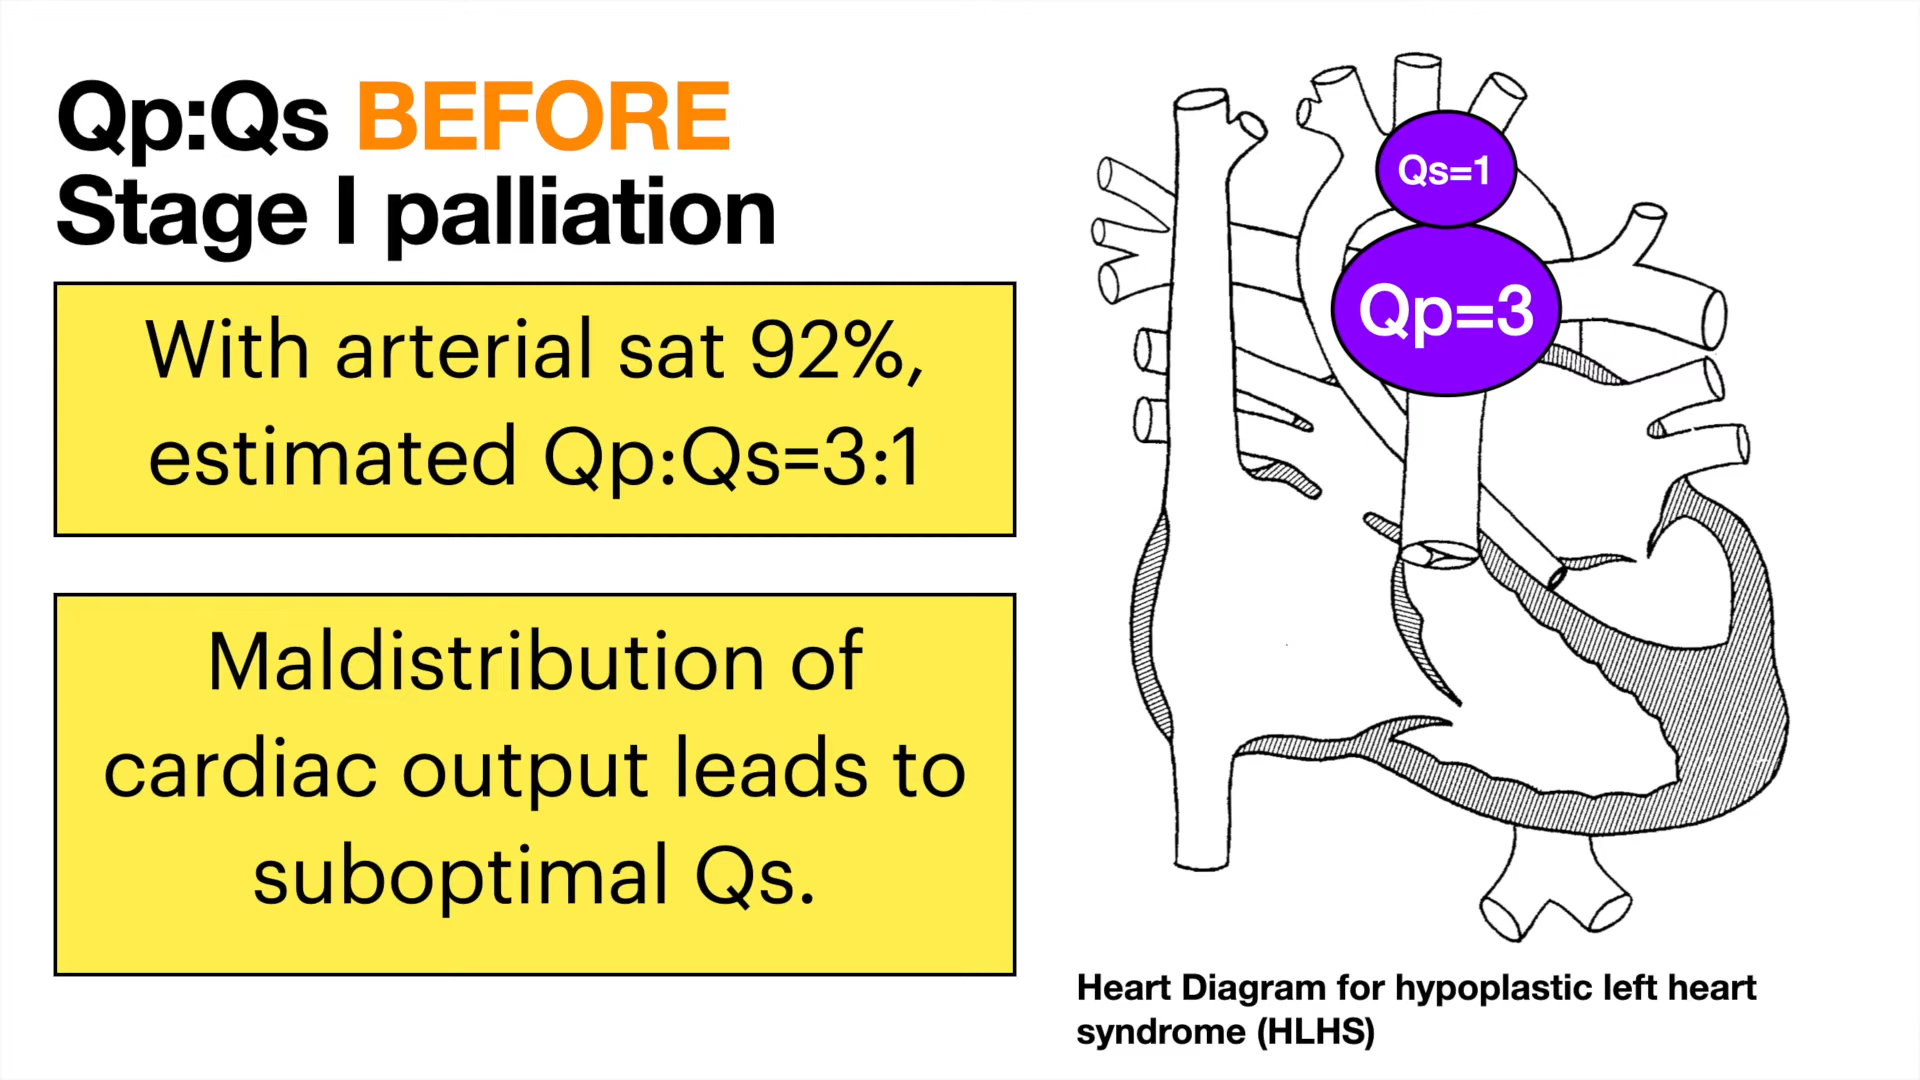 Qp:Qs BEFORE
Stage I palliation
With arterial sat 92%,
estimated Qp:Qs=3:1
Maldistribution of
cardiac output leads to
suboptimal Qs.
Qs=1
Qp=3
Heart Diagram for hypoplastic left heart
syndrome (HLHS)